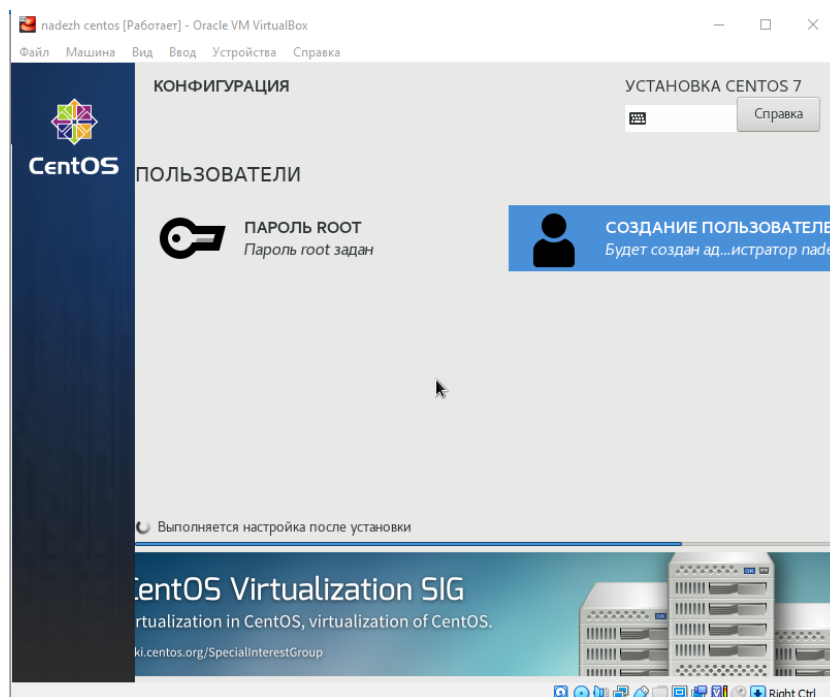 nadezh centos [Работает] - Oracle VM VirtualBox
Файл Машина Вид Ввод Устройства Справка
КОНФИГУРАЦИЯ
УСТАНОВКА CENTOS 7
Справка
CentOS
ПОЛЬЗОВАТЕЛИ
ПАРОЛЬ ROOT
Пароль root задан
СОЗДАНИЕ ПОЛЬЗОВАТЕЛЕ
Будет создан ад...истратор nade
Выполняется настройка после установки
entOS Virtualization SIG
rtualization in CentOS, virtualization of CentOS.
ki.centos.org/SpecialInterestGroup
OK
Right Ctrl